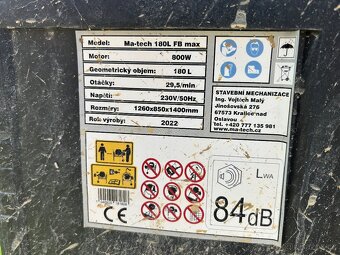 Model: Ma-tech 180L FB max
Motor: 800W
Geometrický objem: 180 L
Otáčky: 29,5/min
Napětí: 230V/50Hz
Rozměry: 1260x850x1400mm
Rok výroby: 2022
STAVEBNÍ MECHANIZACE
Ing. Vojtěch Malý
Jinošovská 275
67573 Kralice nad
Oslavou
tel. +420 777 135 981
www.ma-tech.cz
CE
LWA
84dB